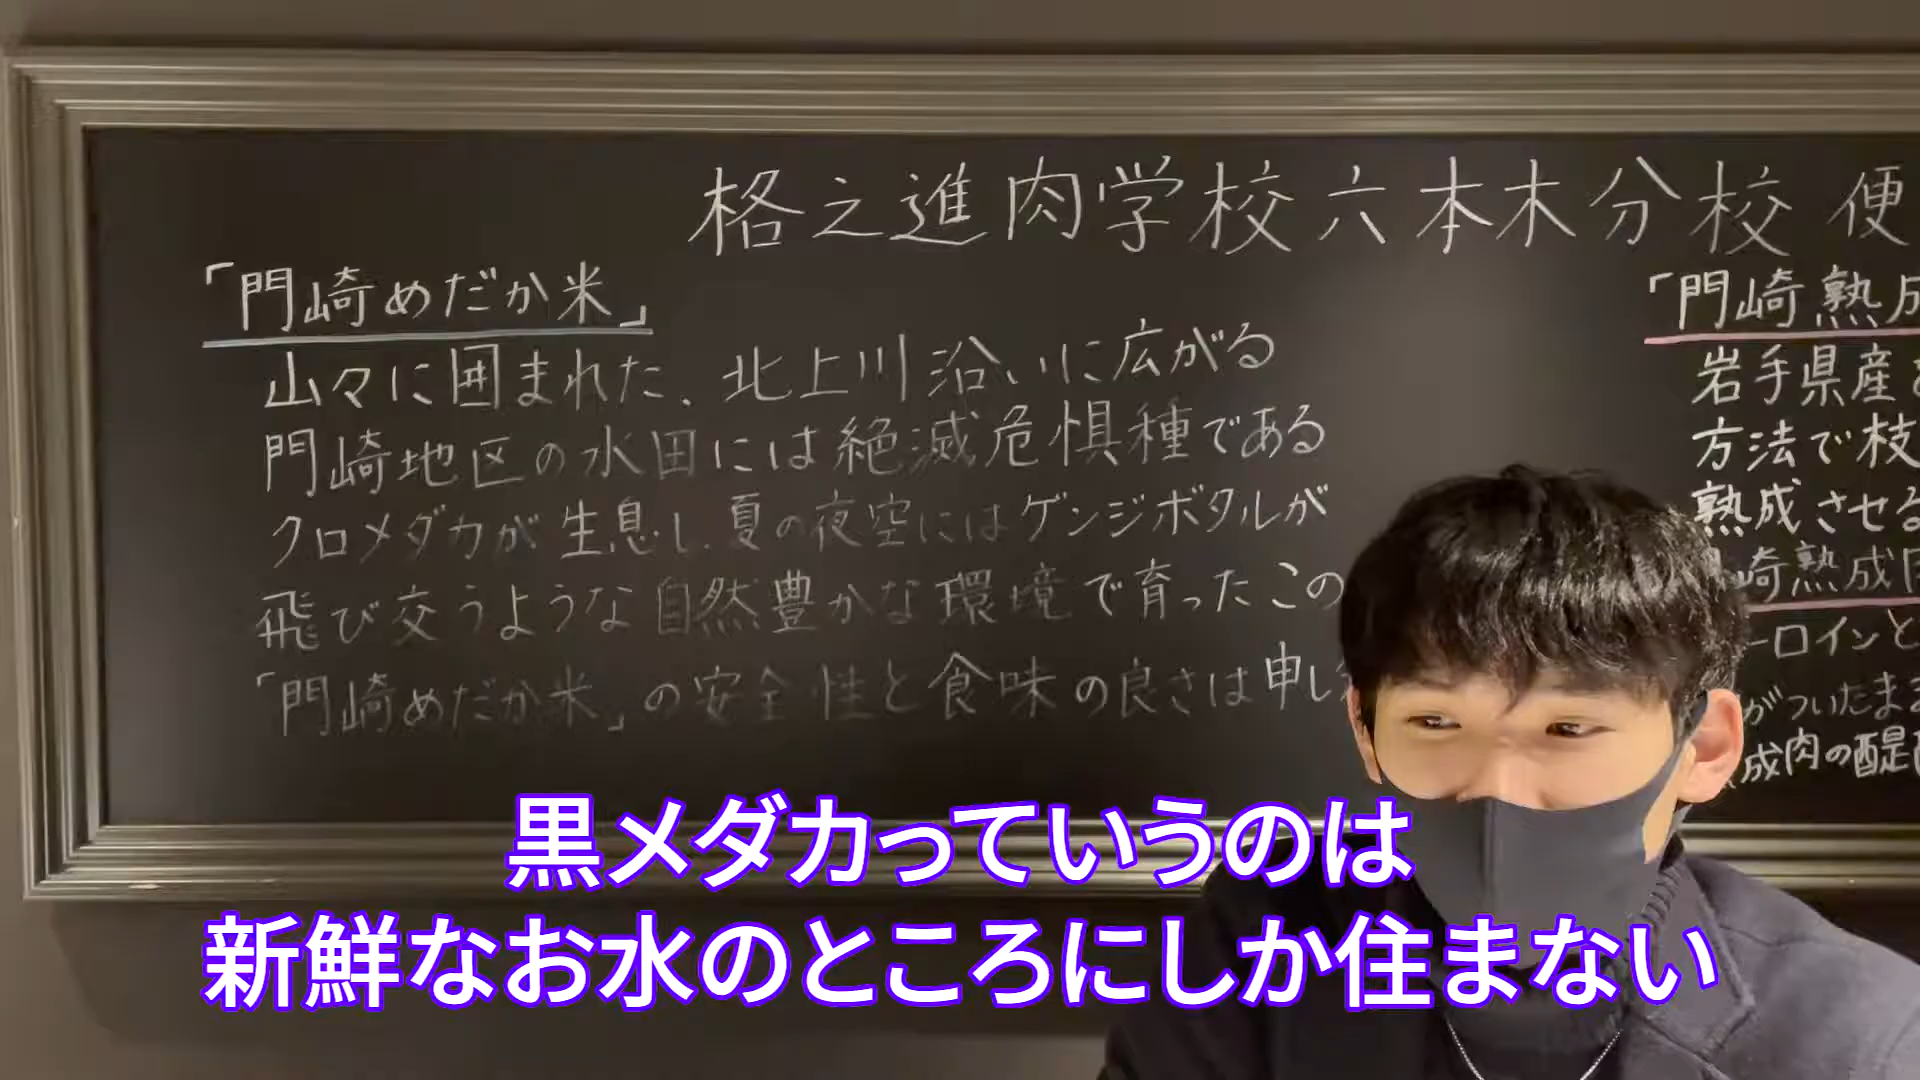 格之進肉学校六本木分校 便
「門崎めだか米」
山々に囲まれた、北上川沿いに広がる
門崎地区の水田には絶滅危惧種である
クロメダカが生息し、夏の夜空にはゲンジボタルが
飛び交うような自然豊かな環境で育ったこの
「門崎めだか米」の安全性と食味の良さは申し
「門崎熟成
岩手県産
方法で枝
熟成させる
崎熟成
ーロインと
がついたまま
成肉の醍
黒メダカっていうのは
新鮮なお水のところにしか住まない